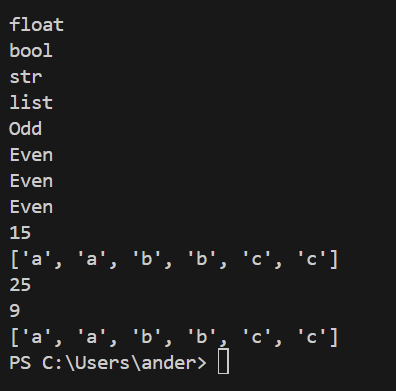 float
bool
str
list
Odd
Even
Even
Even
15
['a', 'a', 'b', 'b', 'c', 'c']
25
9
['a', 'a', 'b', 'b', 'c', 'c']
PS C:\Users\ander>